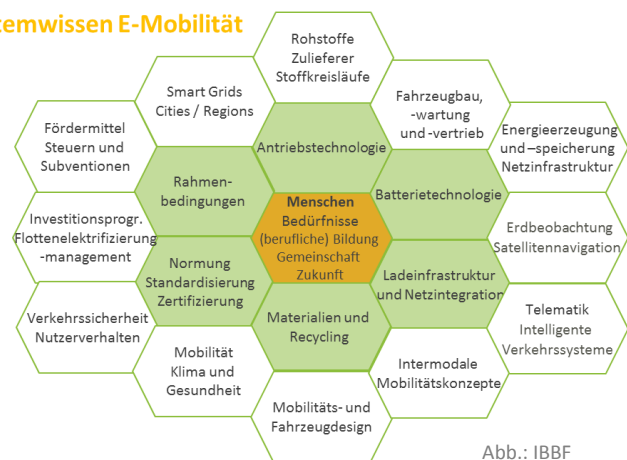 temwissen E-Mobilität
Rohstoffe
Zulieferer
Stoffkreisläufe
Smart Grids
Cities / Regions
Fahrzeugbau,
-wartung
und -vertrieb
Fördermittel
Steuern und
Subventionen
Antriebstechnologie
Energieerzeugung
und –speicherung
Netzinfrastruktur
Rahmen-
bedingungen
Batterietechnologie
Menschen
Bedürfnisse
(berufliche) Bildung
Gemeinschaft
Zukunft
Investitionsprogr.
Flottenelektrifizierung
-management
Erdbeobachtung
Satellitennavigation
Normung
Standardisierung
Zertifizierung
Ladeinfrastruktur
und Netzintegration
Verkehrssicherheit
Nutzerverhalten
Materialien und
Recycling
Telematik
Intelligente
Verkehrssysteme
Mobilität
Klima und
Gesundheit
Intermodale
Mobilitätskonzepte
Mobilitäts- und
Fahrzeugdesign
Abb.: IBBF